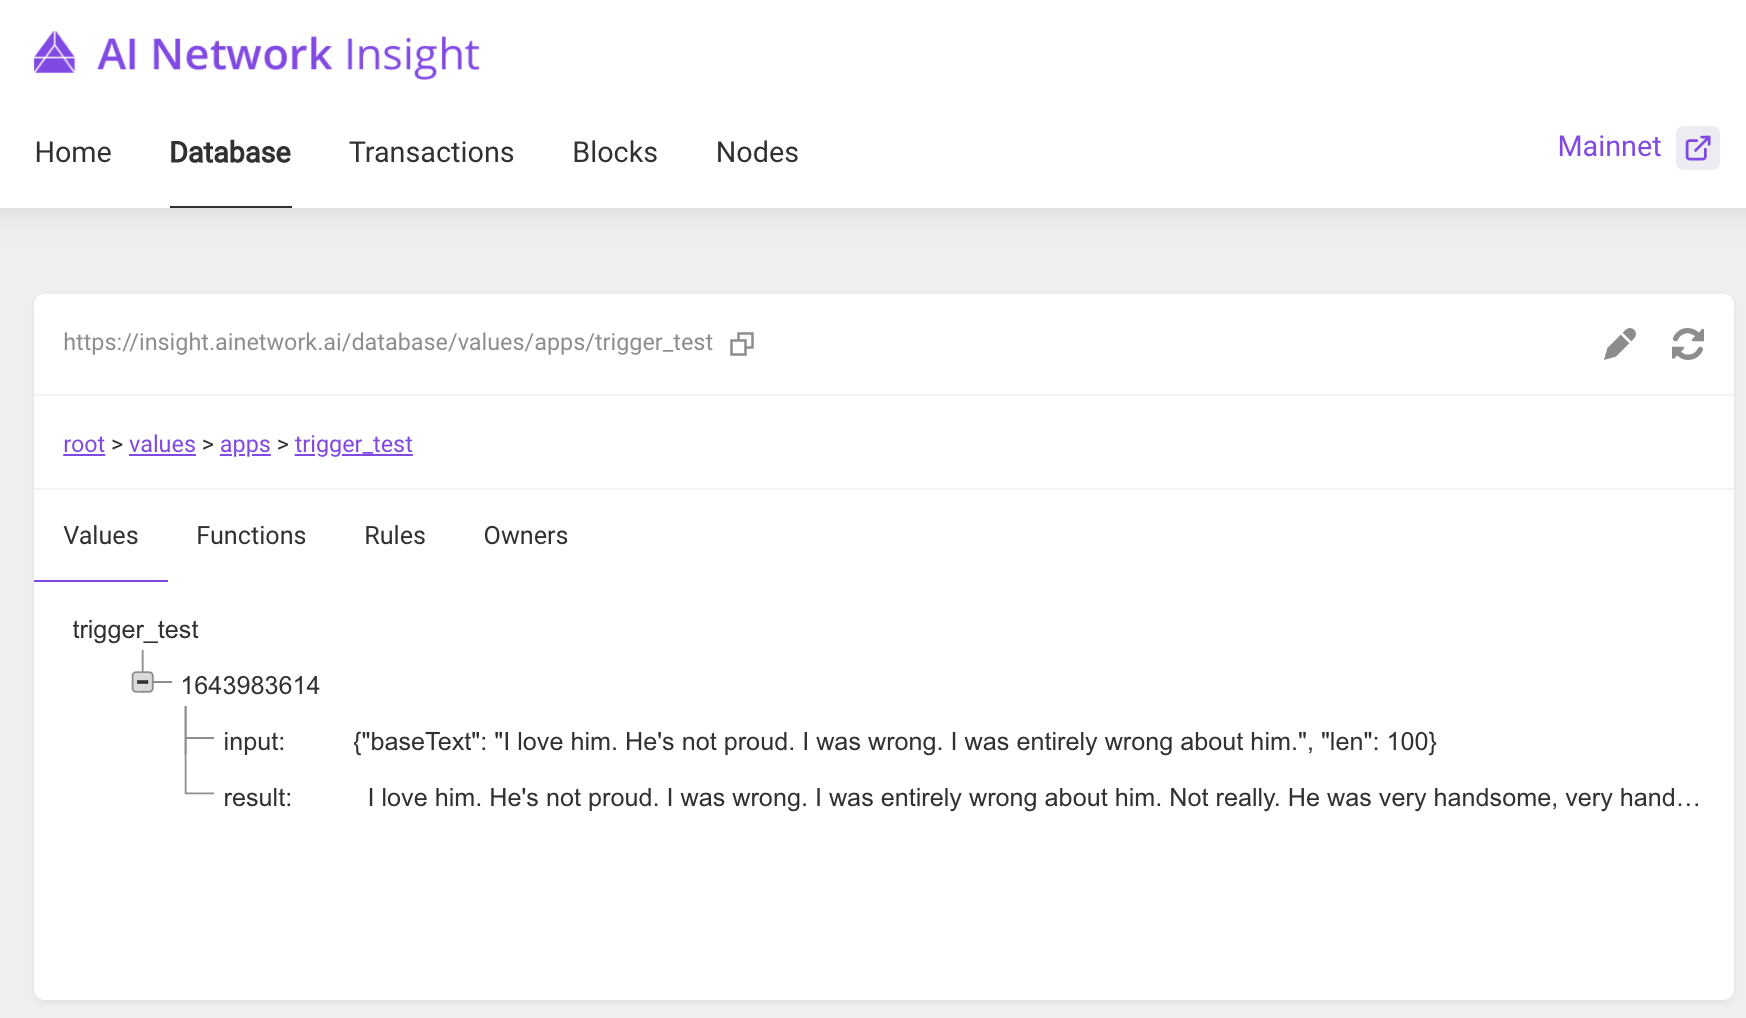 AI Network Insight
Home Database Transactions Blocks Nodes Mainnet
https://insight.ainetwork.ai/database/values/apps/trigger_test
root > values > apps > trigger_test
Values Functions Rules Owners
trigger_test
1643983614
input: {"baseText": "I love him. He's not proud. I was wrong. I was entirely wrong about him.", "len": 100}
result: I love him. He's not proud. I was wrong. I was entirely wrong about him. Not really. He was very handsome, very hand…